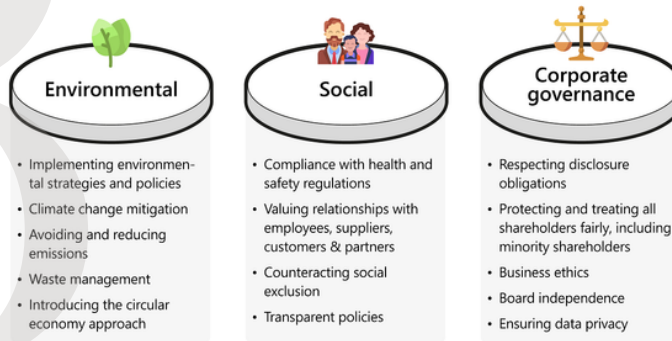 Environmental
• Implementing environmen-
tal strategies and policies
• Climate change mitigation
• Avoiding and reducing
emissions
• Waste management
• Introducing the circular
economy approach
Social
• Compliance with health and
safety regulations
• Valuing relationships with
employees, suppliers,
customers & partners
• Counteracting social
exclusion
• Transparent policies
Corporate
governance
• Respecting disclosure
obligations
• Protecting and treating all
shareholders fairly, including
minority shareholders
• Business ethics
• Board independence
• Ensuring data privacy